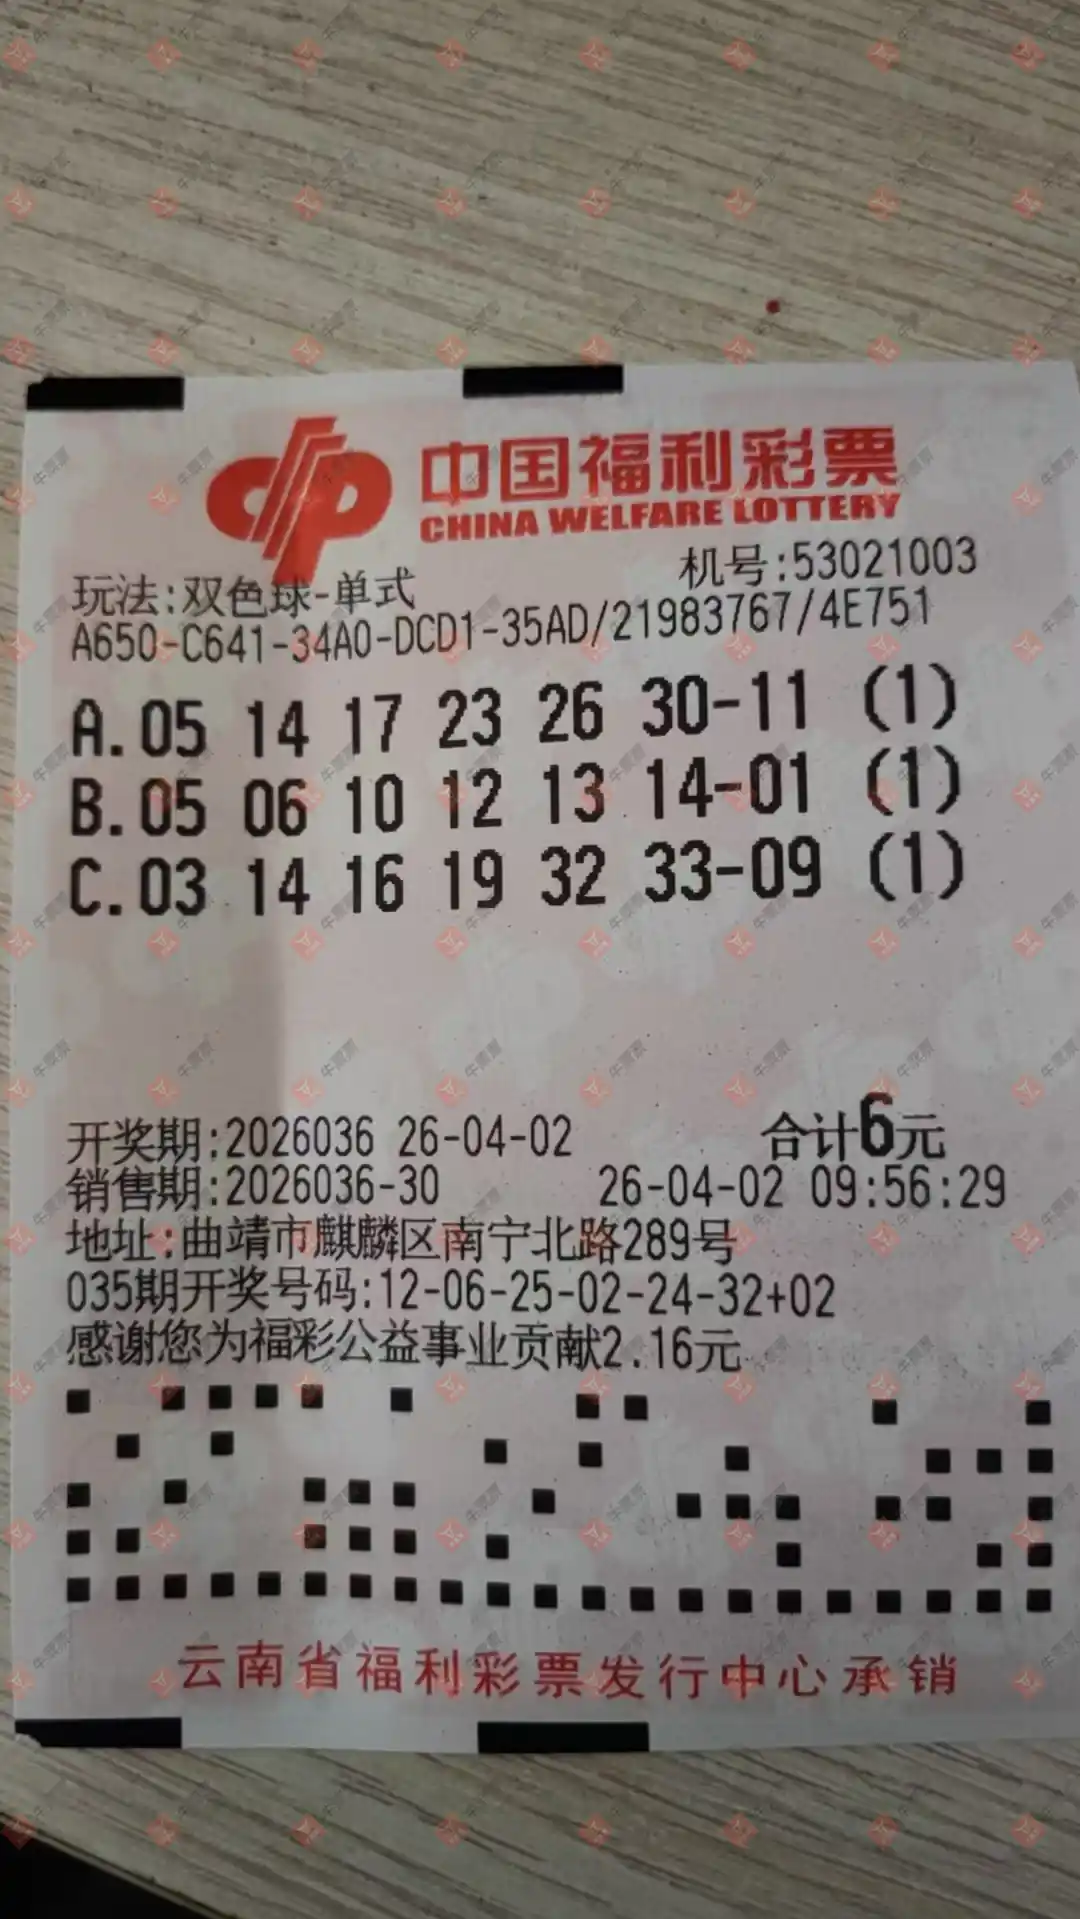 中国福利彩票
CHINA WELFARE LOTTERY
机号:53021003
玩法:双色球-单式
A650-C641-34A0-DCD1-35AD/21983767/4E751
A.05 14 17 23 26 30-11 (1)
B.05 06 10 12 13 14-01 (1)
C.03 14 16 19 32 33-09 (1)
开奖期:2026036 26-04-02 合计6元
销售期:2026036-30 26-04-02 09:56:29
地址:曲靖市麒麟区南宁北路289号
035期开奖号码:12-06-25-02-24-32+02
感谢您为福彩公益事业贡献2.16元
云南省福利彩票发行中心承销